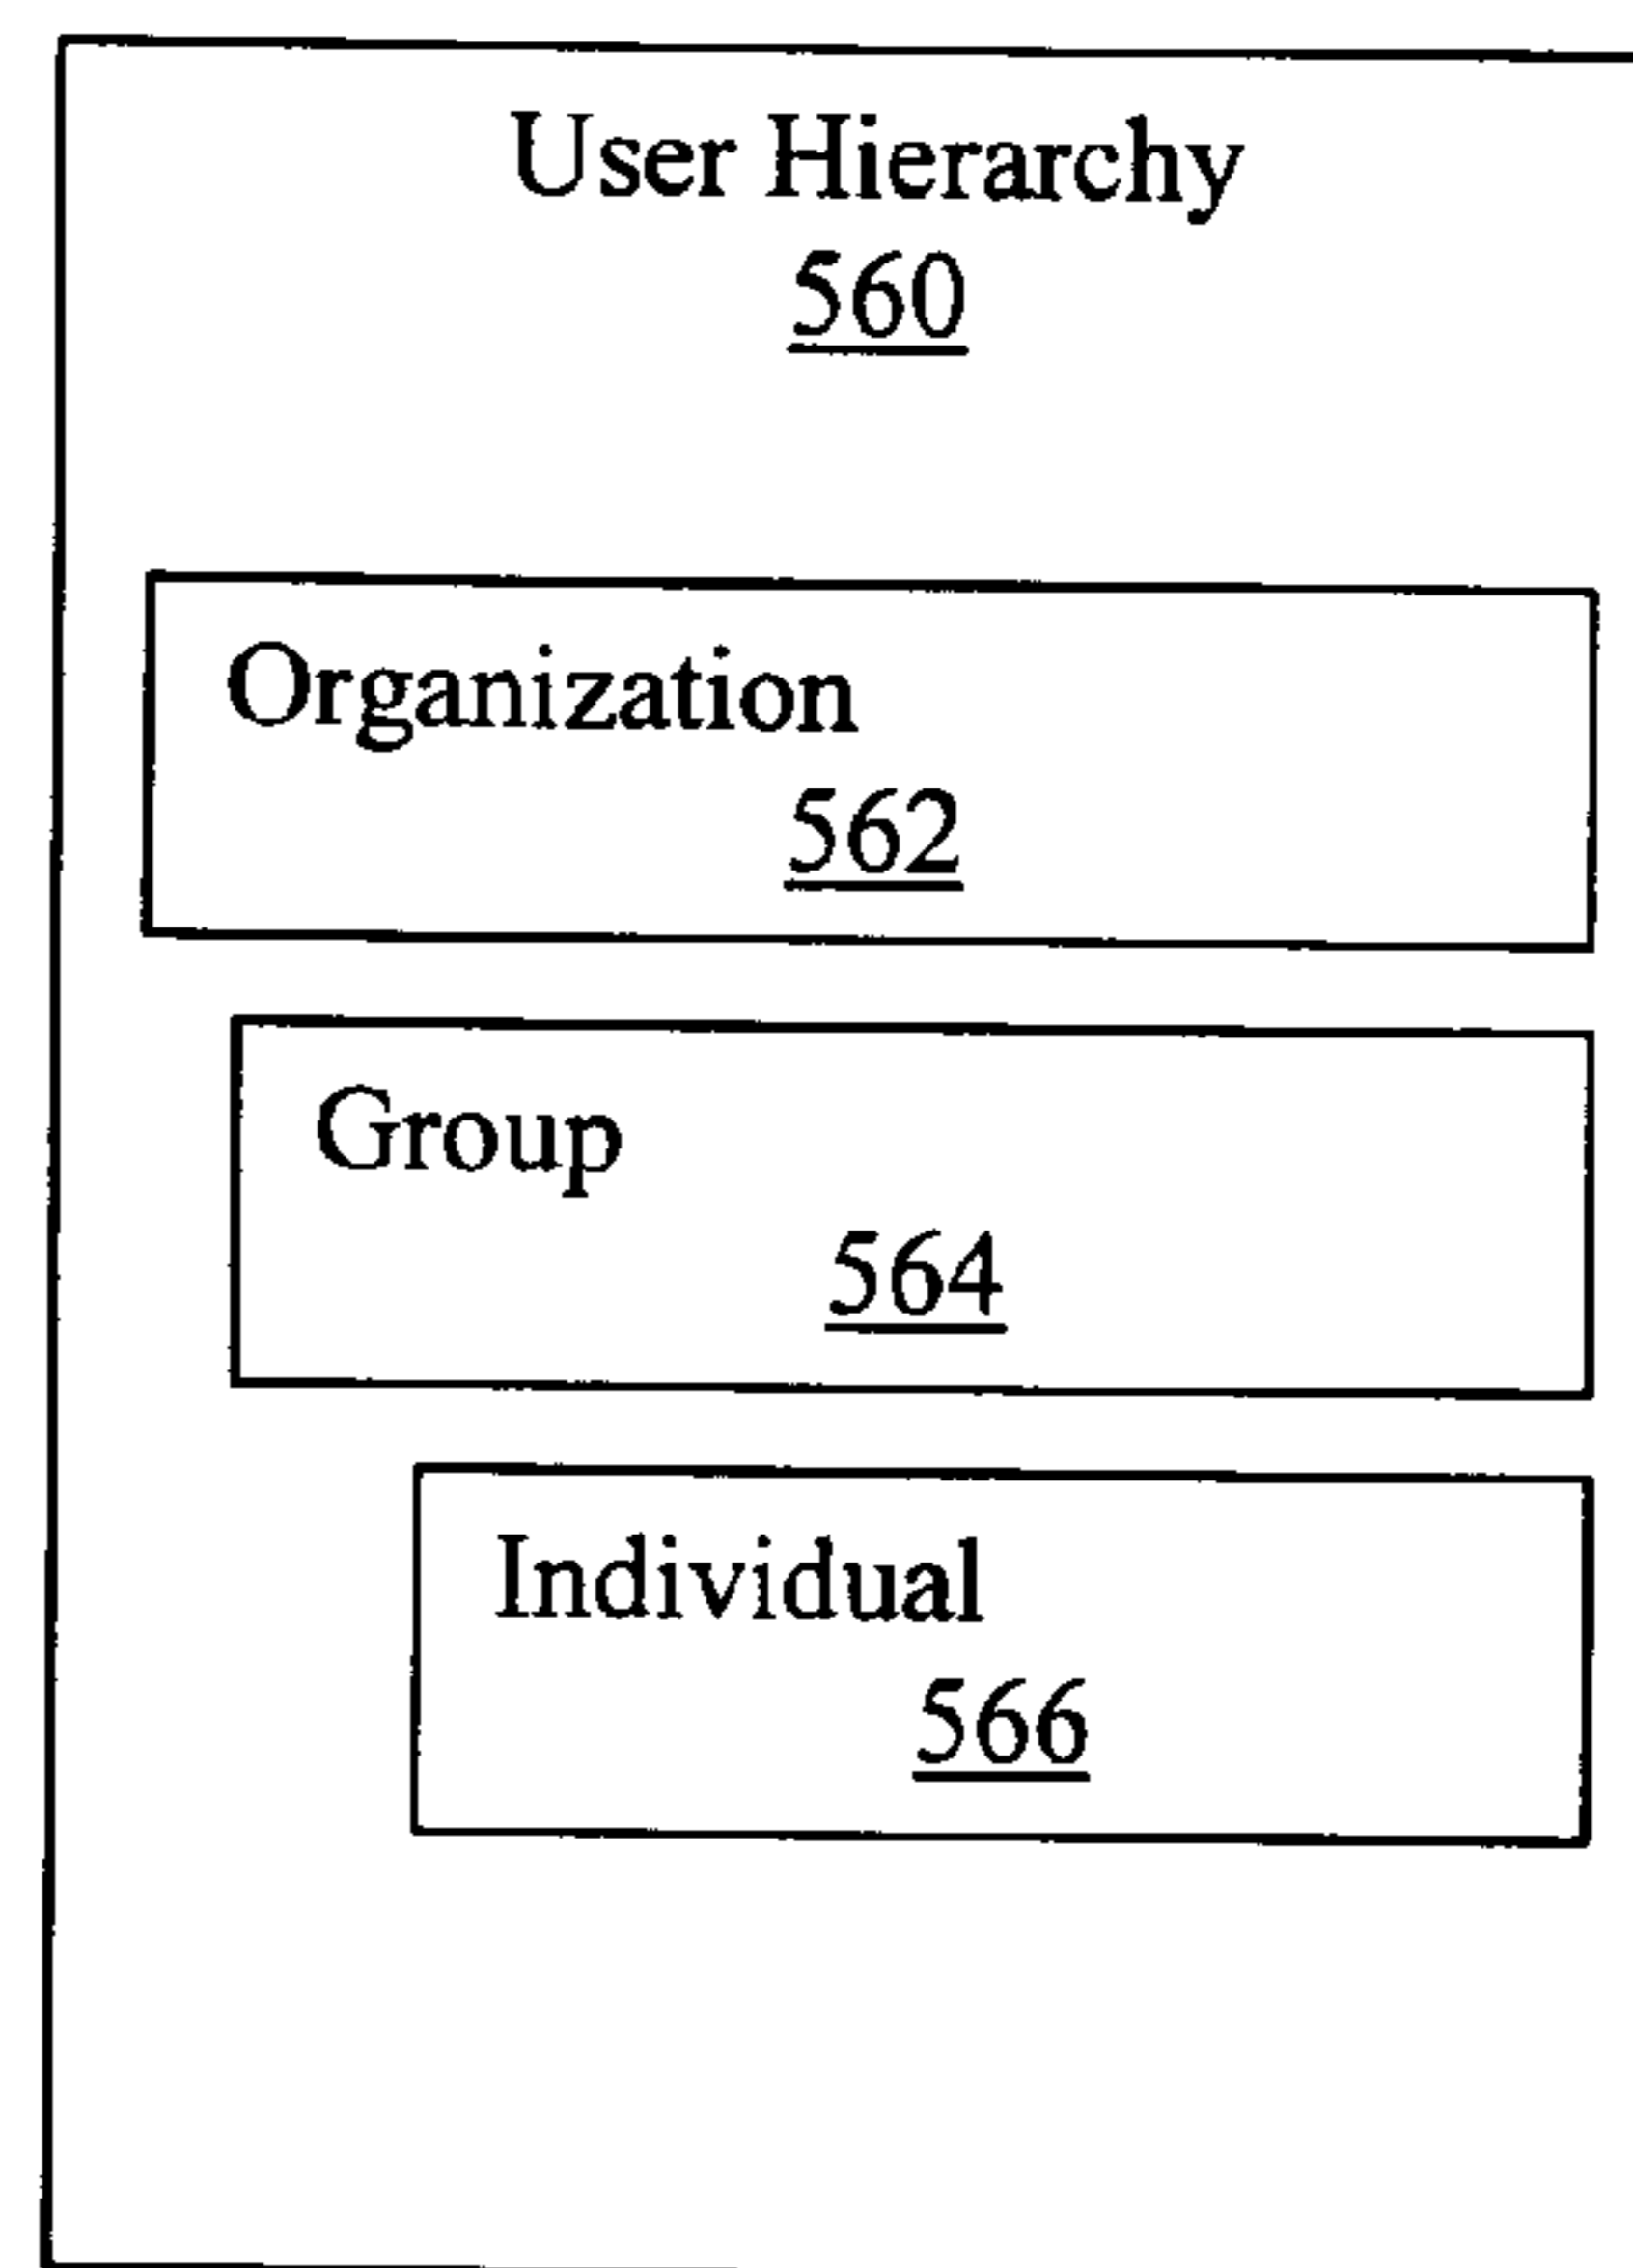 User Hierarchy
560
Organization
562
Group
564
Individual
566